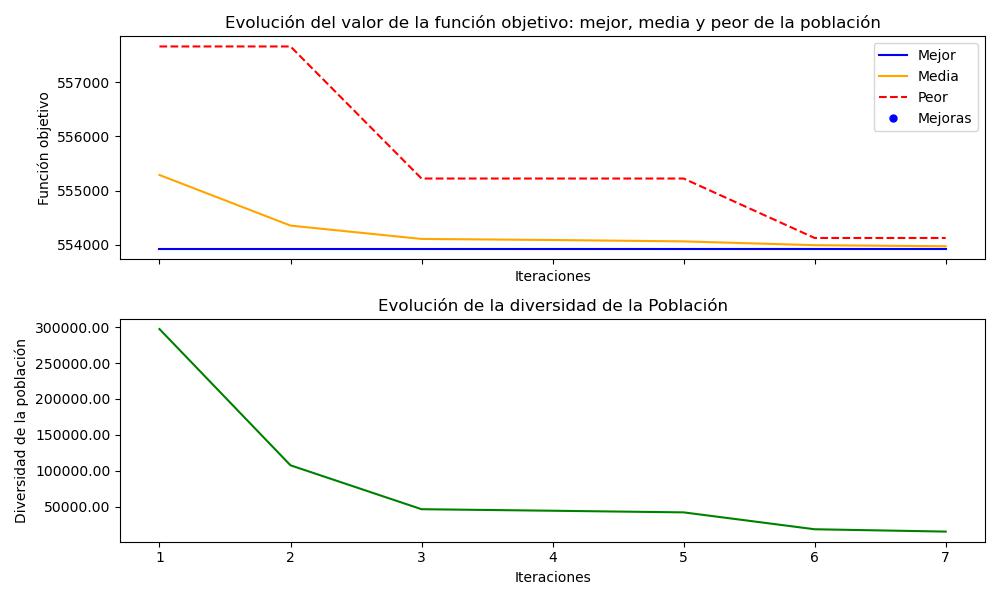 Evolución del valor de la función objetivo: mejor, media y peor de la población
Función objetivo
557000
556000
555000
554000
Mejor
Media
Peor
Mejoras
Iteraciones
Evolución de la diversidad de la Población
Diversidad de la población
300000.00
250000.00
200000.00
150000.00
100000.00
50000.00
1 2 3 4 5 6 7
Iteraciones